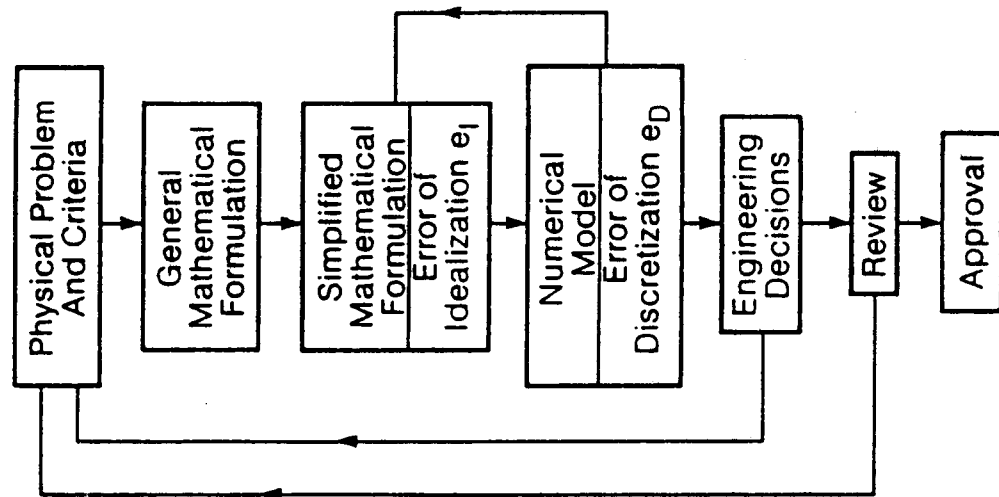 Physical Problem
And Criteria
General
Mathematical
Formulation
Simplified
Mathematical
Formulation
Error of
Idealization eI
Numerical
Model
Error of
Discretization eD
Engineering
Decisions
Review
Approval